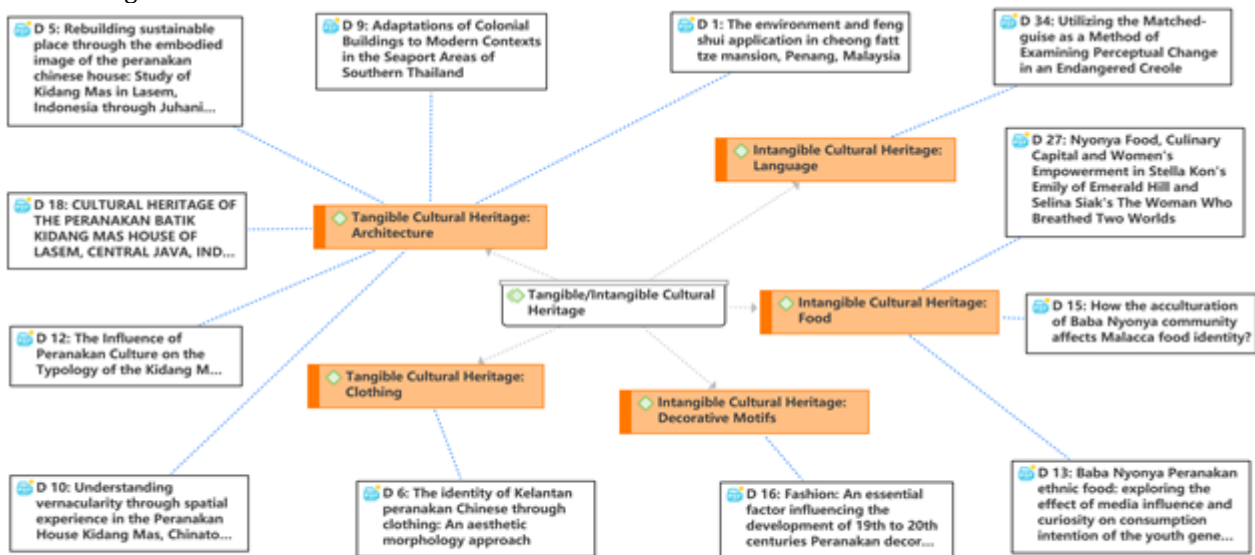 D 5: Rebuilding sustainable
place through the embodied
image of the peranakan
chinese house: Study of
Kidang Mas in Lasem,
Indonesia through Juhani...
D 9: Adaptations of Colonial
Buildings to Modern Contexts
in the Seaport Areas of
Southern Thailand
D 1: The environment and feng
shui application in cheong fatt
tze mansion, Penang, Malaysia
D 34: Utilizing the Matched-
guise as a Method of
Examining Perceptual Change
in an Endangered Creole
Intangible Cultural Heritage:
Language
D 27: Nyonya Food, Culinary
Capital and Women's
Empowerment in Stella Kon's
Emily of Emerald Hill and
Selina Siak's The Woman Who
Breathed Two Worlds
D 18: CULTURAL HERITAGE OF
THE PERANAKAN BATIK
KIDANG MAS HOUSE OF
LASEM, CENTRAL JAVA, IND...
Tangible Cultural Heritage:
Architecture
Tangible/Intangible Cultural
Heritage
Intangible Cultural Heritage:
Food
D 15: How the acculturation
of Baba Nyonya community
affects Malacca food identity?
D 12: The Influence of
Peranakan Culture on the
Typology of the Kidang M...
Tangible Cultural Heritage:
Clothing
Intangible Cultural Heritage:
Decorative Motifs
D 10: Understanding
vernacularity through spatial
experience in the Peranakan
House Kidang Mas, Chinato...
D 6: The identity of Kelantan
peranakan Chinese through
clothing: An aesthetic
morphology approach
D 16: Fashion: An essential
factor influencing the
development of 19th to 20th
centuries Peranakan decor....
D 13: Baba Nyonya Peranakan
ethnic food: exploring the
effect of media influence and
curiosity on consumption
intention of the youth gene...